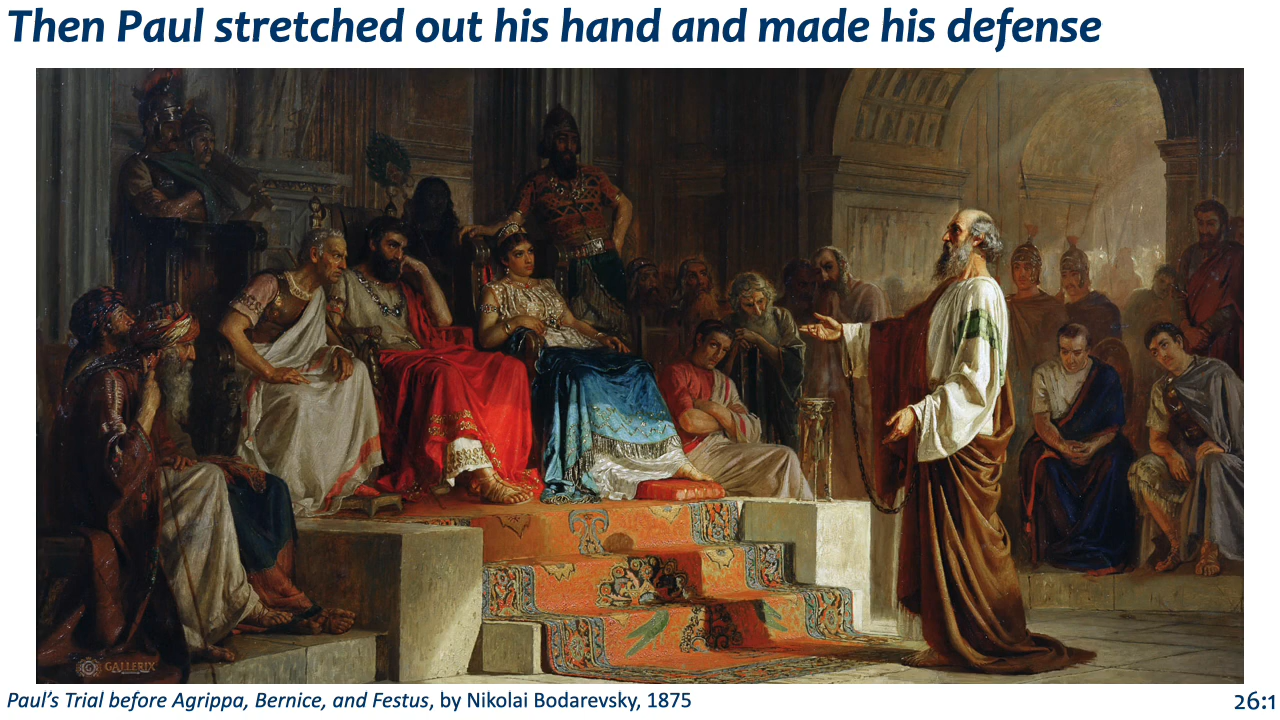 Then Paul stretched out his hand and made his defense
GALLERIX
Paul's Trial before Agrippa, Bernice, and Festus, by Nikolai Bodarevsky, 1875
26:1